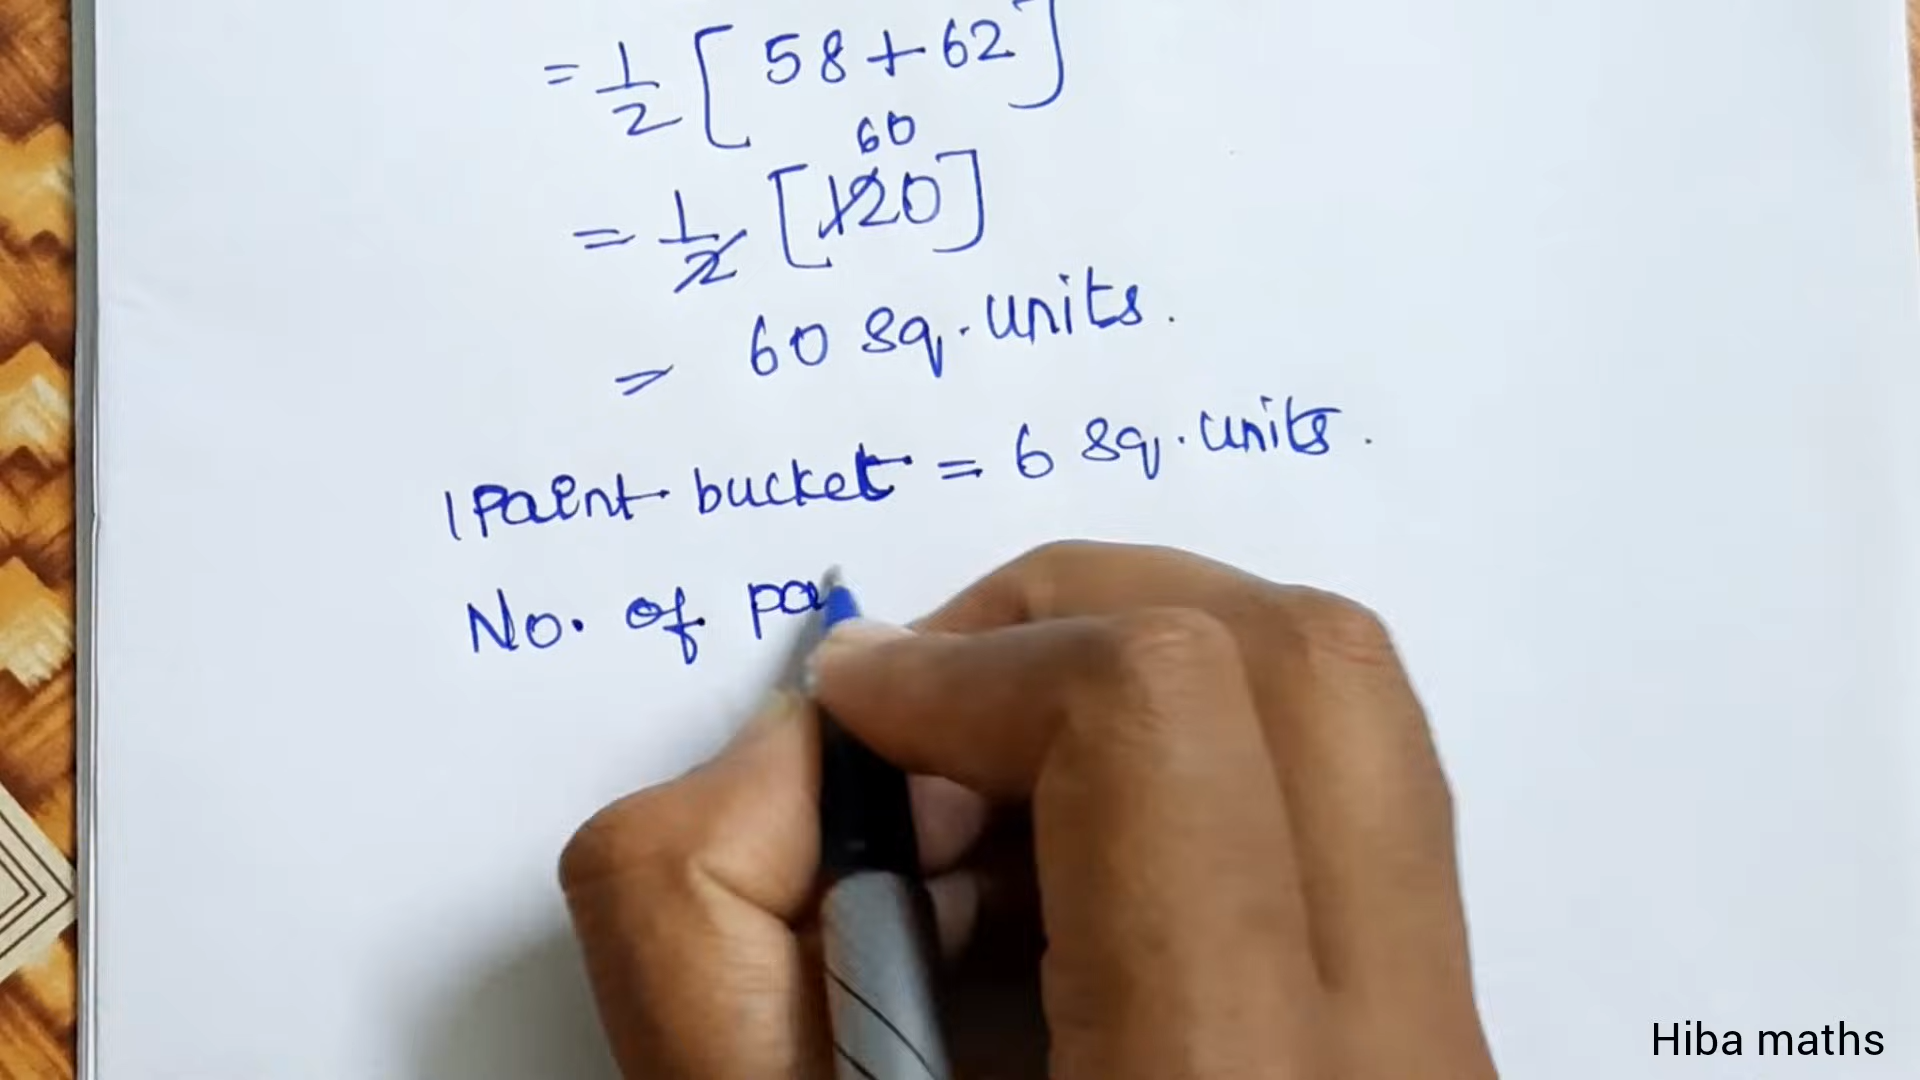 = 1/2 [ 58 + 62 ]
60
= 1/2 [120]
= 60 sq. units.
1 Paint bucket = 6 sq. units.
No. of pa
Hiba maths